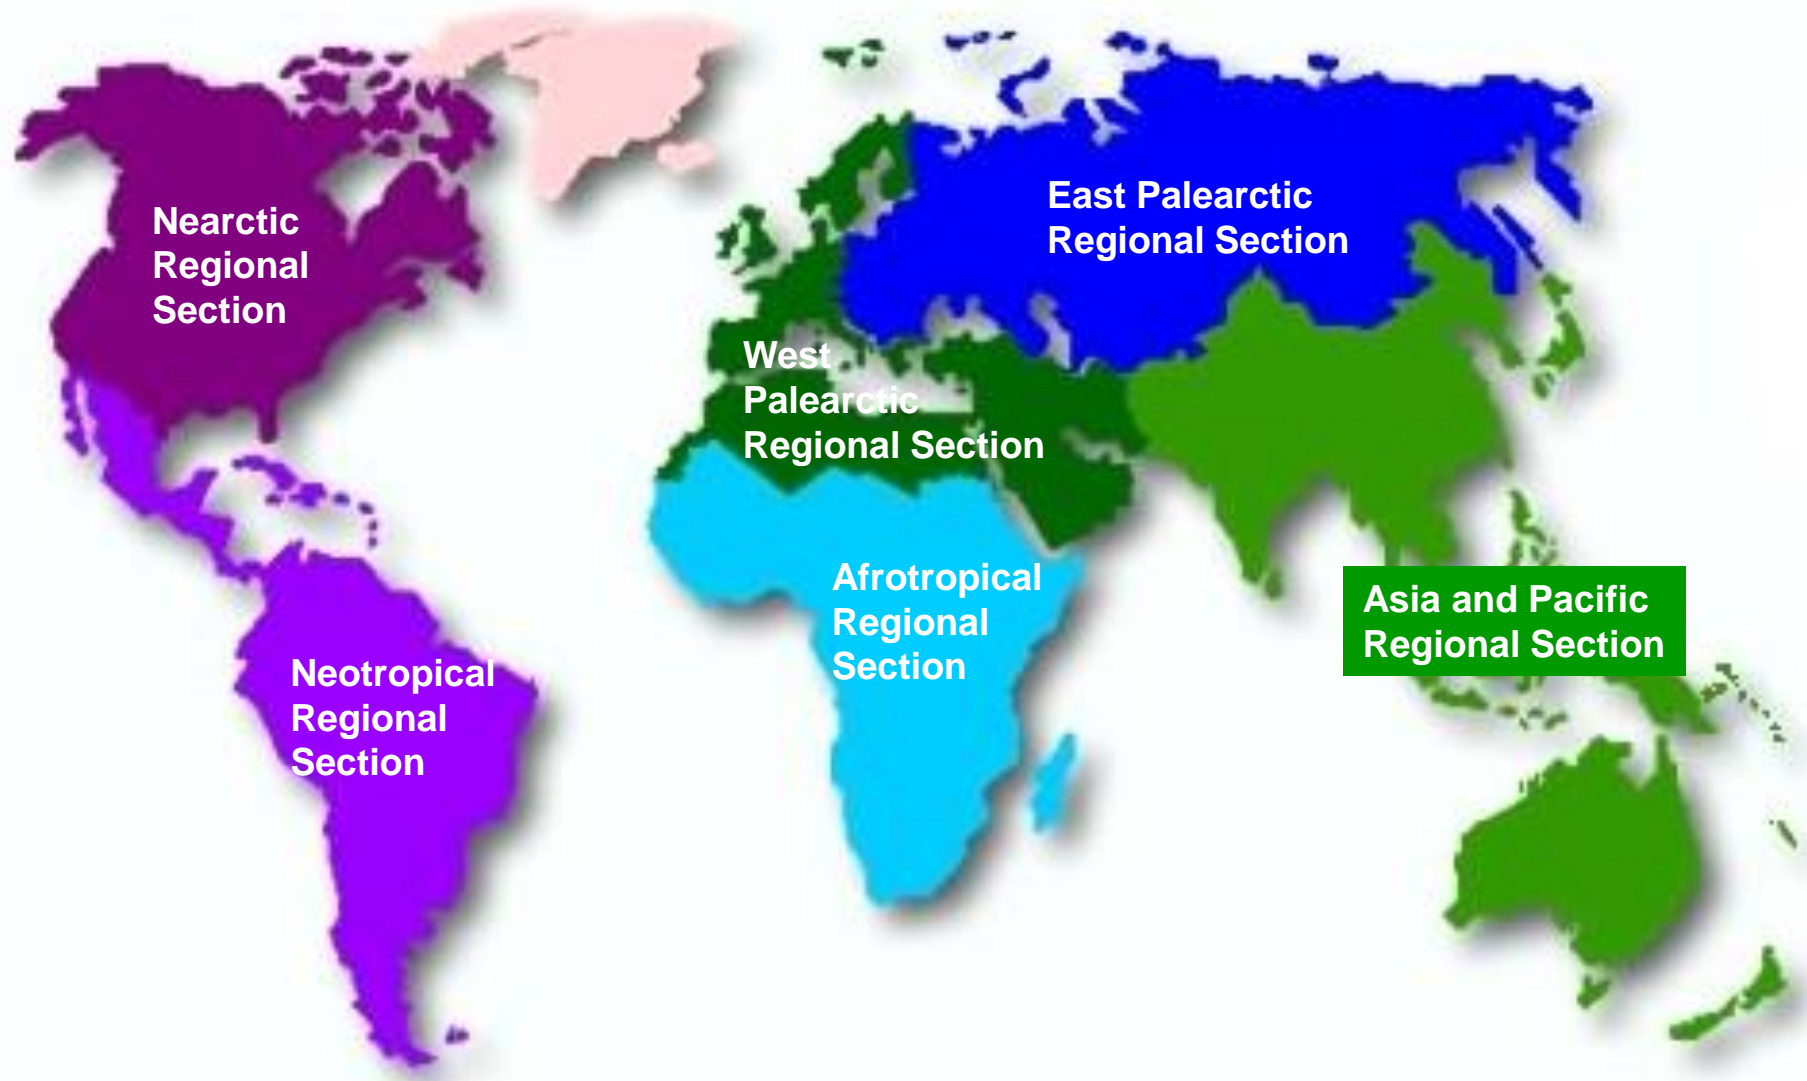 Nearctic
Regional
Section
East Palearctic
Regional Section
West
Palearctic
Regional Section
Afrotropical
Regional
Section
Asia and Pacific
Regional Section
Neotropical
Regional
Section